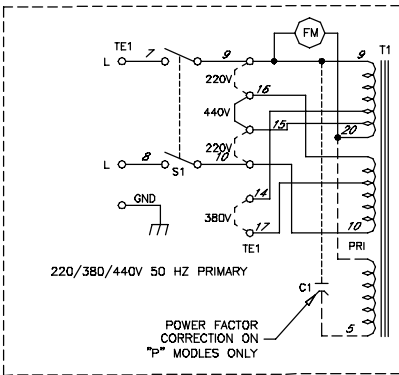 FM
TE1
7
9
9
T1
L
220V
16
440V
15
20
220V
8
10
L
S1
14
GND
380V
17
10
TE1
PRI
220/380/440V 50 HZ PRIMARY
C1
POWER FACTOR
CORRECTION ON
"P" MODLES ONLY
5